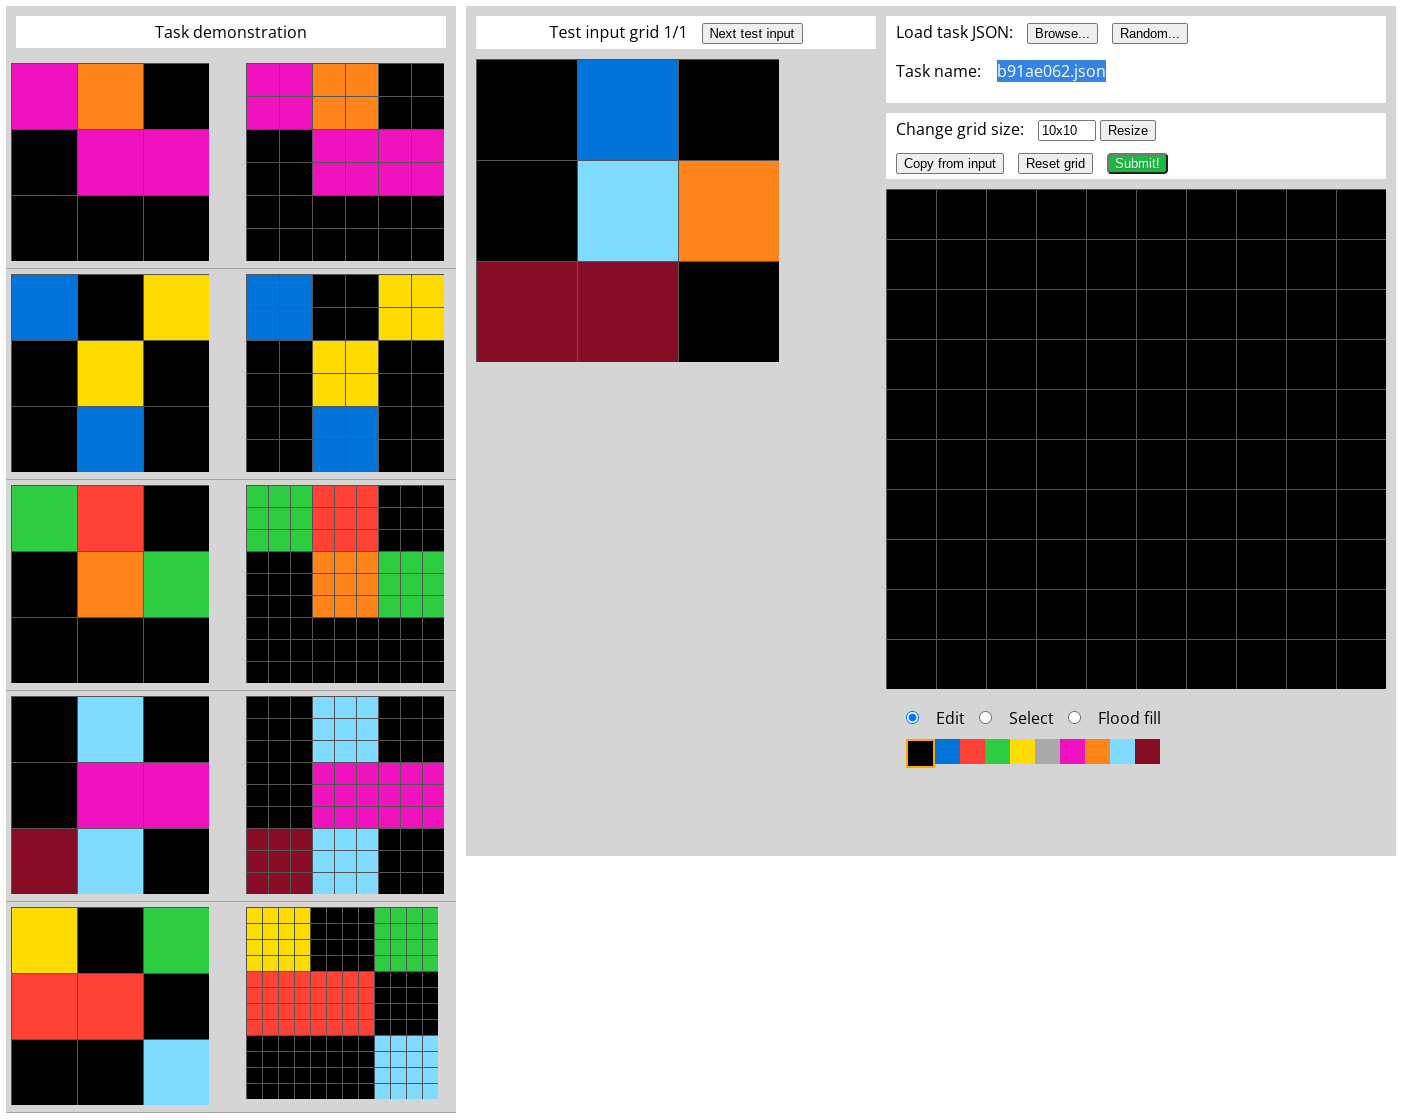 Task demonstration
Test input grid 1/1 Next test input
Load task JSON: Browse... Random...
Task name: b91ae062.json
Change grid size: 10x10 Resize
Copy from input Reset grid Submit!
Edit Select Flood fill